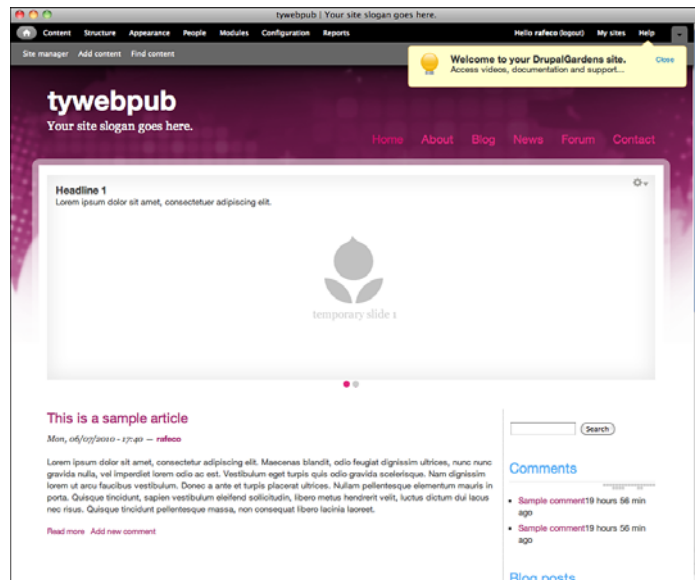 tywebpub | Your site slogan goes here.
Content Structure Appearance People Modules Configuration Reports Hello rafeco (logout) My sites Help
Site manager Add content Find content
Welcome to your DrupalGardens site. Close
Access videos, documentation and support...
tywebpub
Your site slogan goes here.
Home About Blog News Forum Contact
Headline 1
Lorem ipsum dolor sit amet, consectetuer adipiscing elit.
temporary slide 1
This is a sample article
Mon, 06/07/2010 - 17:40 — rafeco
Lorem ipsum dolor sit amet, consectetur adipiscing elit. Maecenas blandit, odio feugiat dignissim ultrices, nunc nunc
gravida nulla, vel imperdiet lorem odio ac est. Vestibulum eget turpis quis odio gravida scelerisque. Nam dignissim
lorem ut arcu faucibus vestibulum. Donec a ante et turpis placerat ultrices. Nullam pellentesque elementum mauris in
porta. Quisque tincidunt, sapien vestibulum eleifend sollicitudin, libero metus hendrerit velit, luctus dictum dui lacus
nec risus. Quisque tincidunt pellentesque massa, non consequat libero lacinia laoreet.
Read more Add new comment
Search
Comments
Sample comment19 hours 56 min
ago
Sample comment19 hours 56 min
ago
Blog posts